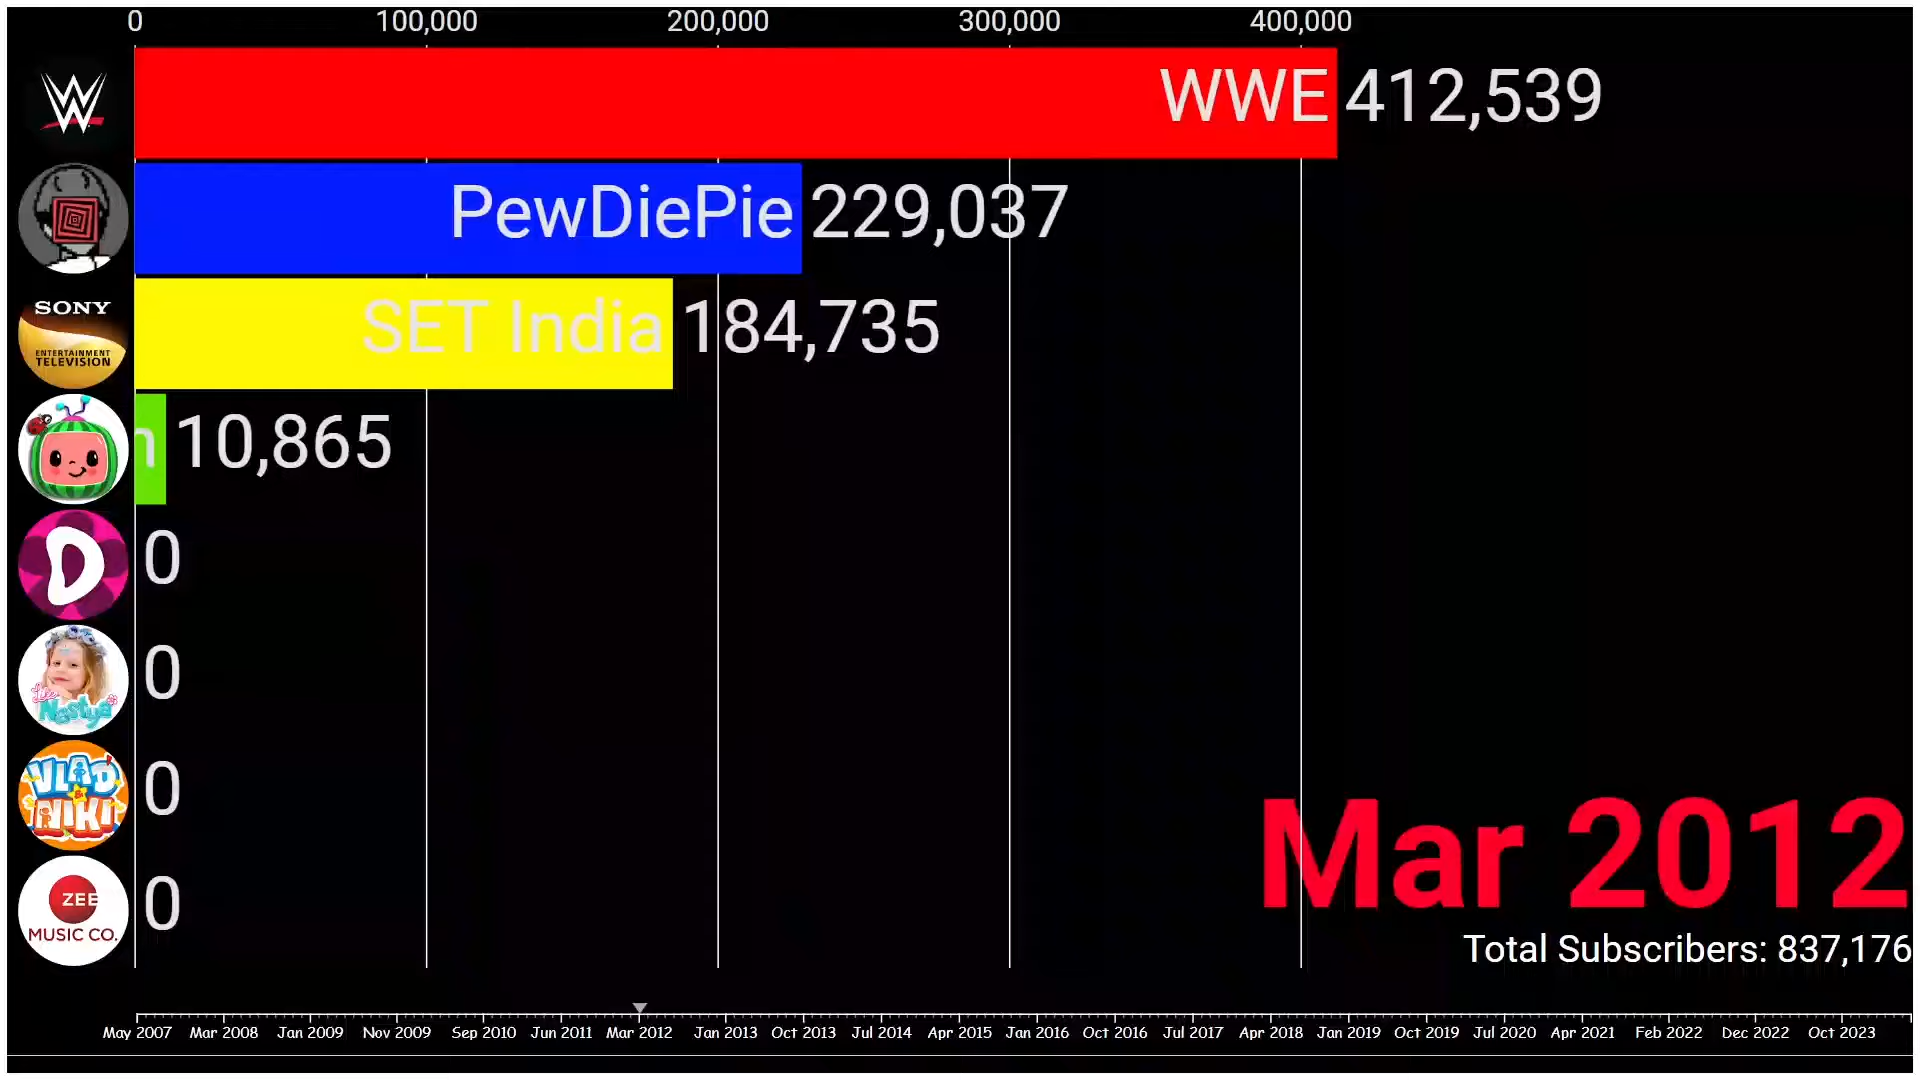 0 100,000 200,000 300,000 400,000
WWE 412,539
PewDiePie 229,037
SONY
ENTERTAINMENT
TELEVISION
SET India 184,735
n 10,865
D 0
Like
Nastya
0
VLAD
&
NIKI
0
ZEE
MUSIC CO.
0
Mar 2012
Total Subscribers: 837,176
May 2007 Mar 2008 Jan 2009 Nov 2009 Sep 2010 Jun 2011 Mar 2012 Jan 2013 Oct 2013 Jul 2014 Apr 2015 Jan 2016 Oct 2016 Jul 2017 Apr 2018 Jan 2019 Oct 2019 Jul 2020 Apr 2021 Feb 2022 Dec 2022 Oct 2023